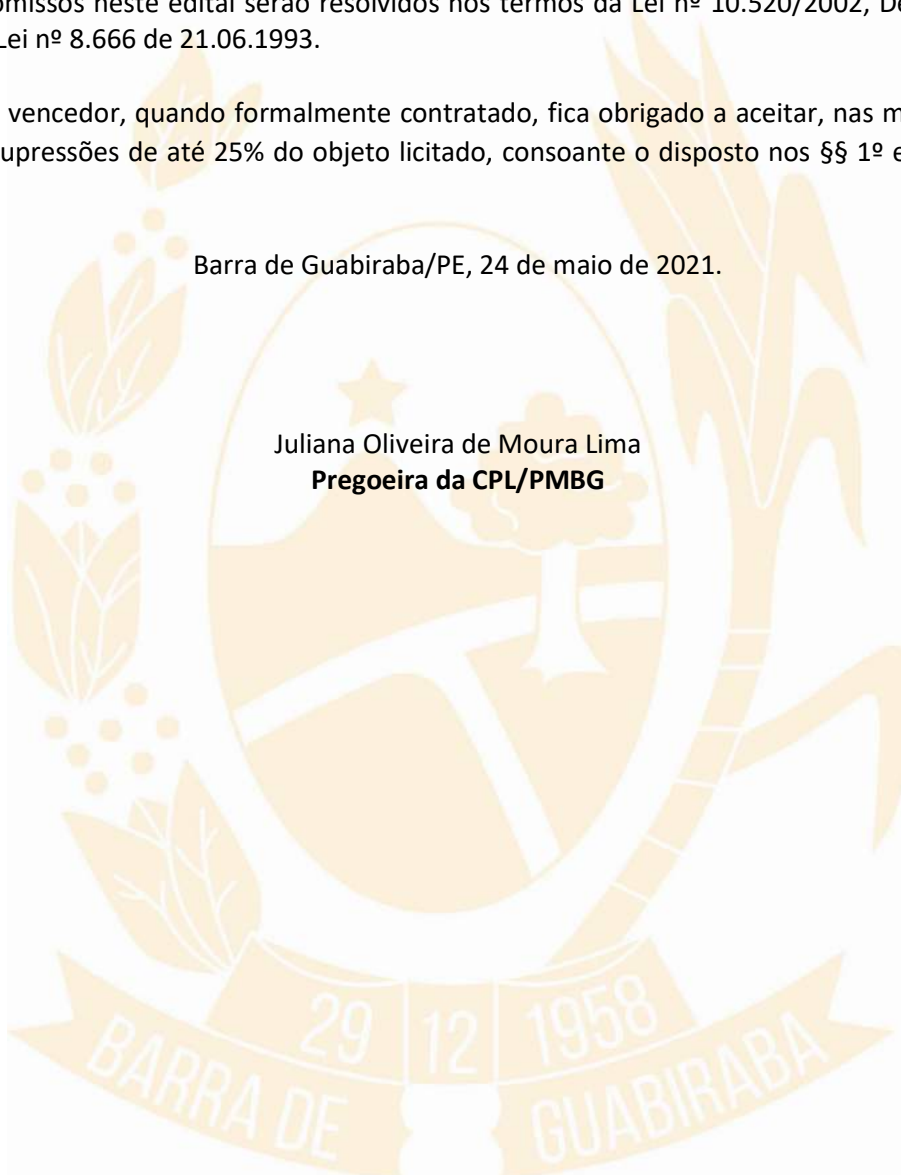 omissos neste edital serão resolvidos nos termos da Lei nº 10.520/2002, De
Lei nº 8.666 de 21.06.1993.
vencedor, quando formalmente contratado, fica obrigado a aceitar, nas m
upressões de até 25% do objeto licitado, consoante o disposto nos §§ 1º e
Barra de Guabiraba/PE, 24 de maio de 2021.
Juliana Oliveira de Moura Lima
Pregoeira da CPL/PMBG
29 12 1958
BARRA DE GUABIRABA